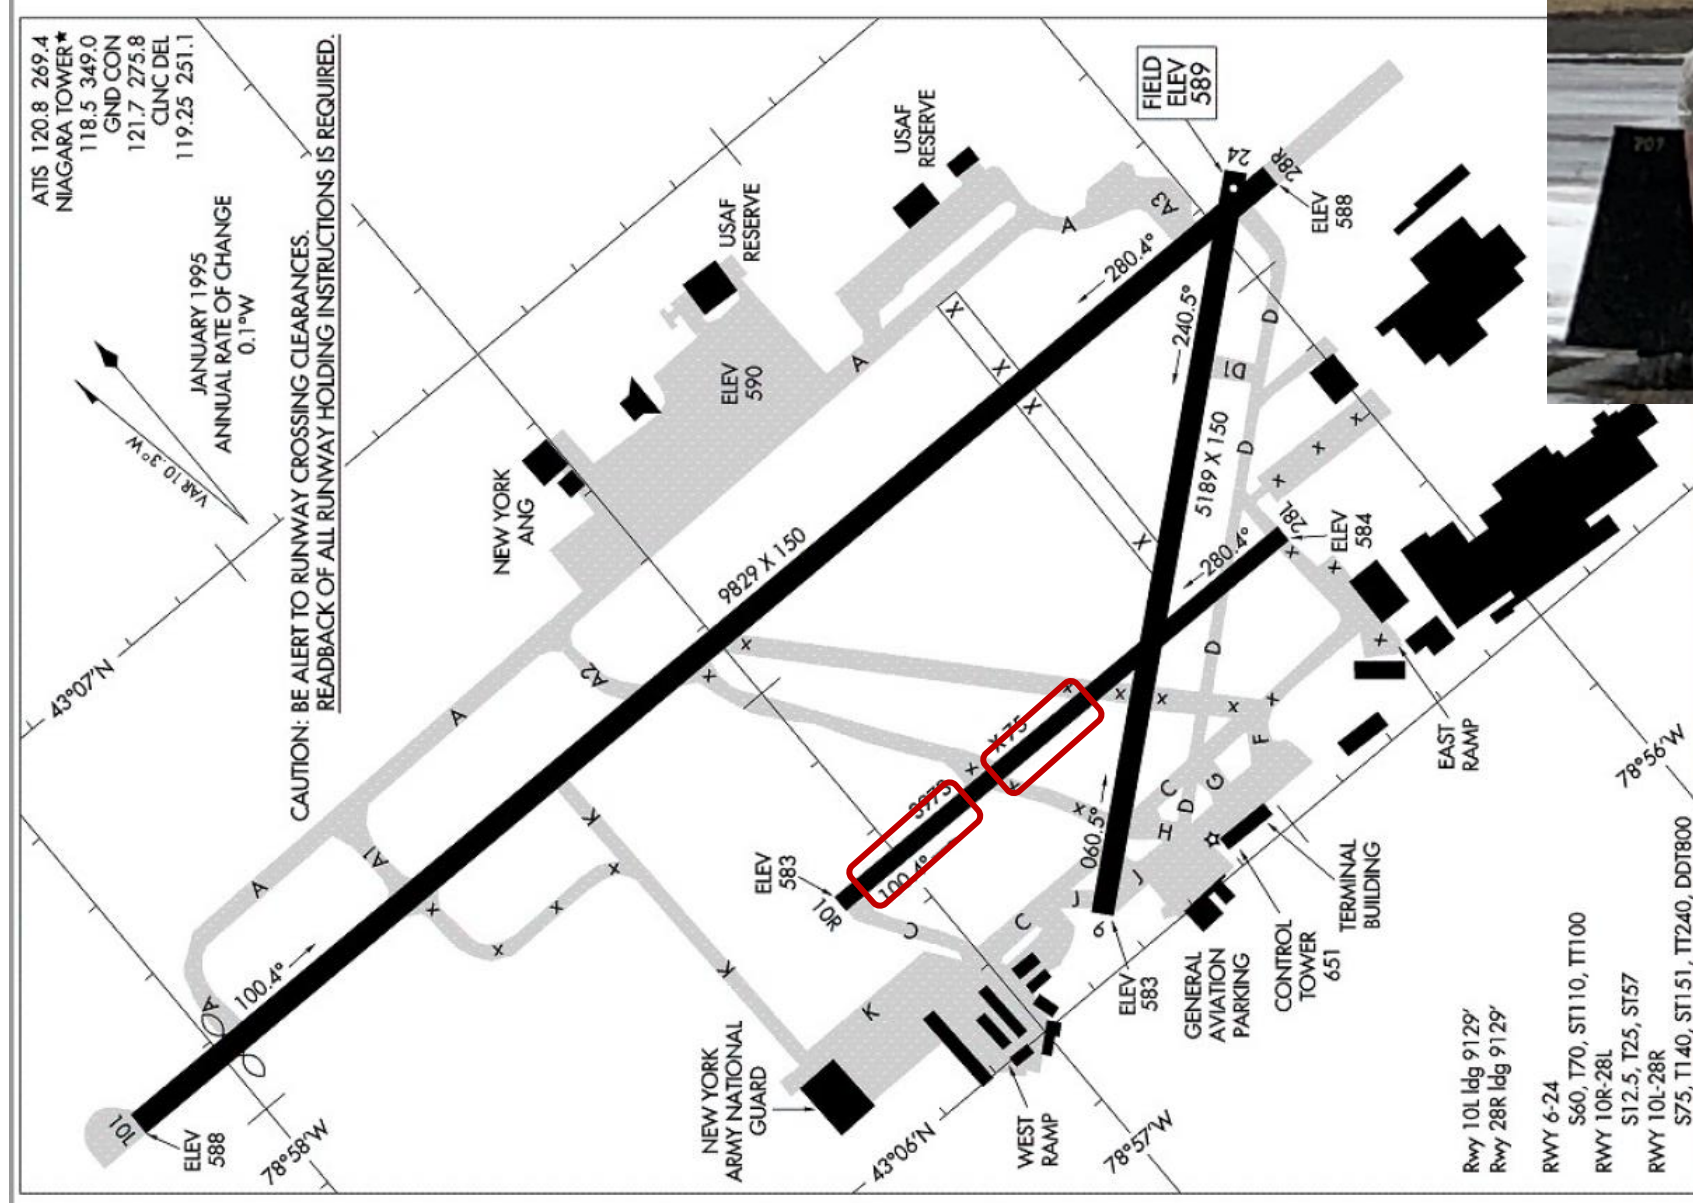 ATIS 120.8 269.4
NIAGARA TOWER★
118.5 349.0
GND CON
121.7 275.8
CLNC DEL
119.25 251.1
JANUARY 1995
ANNUAL RATE OF CHANGE
0.1°W
VAR 10.3°W
CAUTION: BE ALERT TO RUNWAY CROSSING CLEARANCES.
READBACK OF ALL RUNWAY HOLDING INSTRUCTIONS IS REQUIRED.
FIELD
ELEV
589
USAF
RESERVE
USAF
RESERVE
ELEV
590
NEW YORK
ANG
43°07'N
A
A
A
A
A
A
A1
A2
A3
24
28R
ELEV
588
280.4°
240.5°
9829 X 150
5189 X 150
D1
D
D
D
D
28L
280.4°
ELEV
584
3973 X 75
100.4°
10R
ELEV
583
100.4°
10L
ELEV
588
K
K
K
C
C
C
J
J
H
G
F
060.5°
6
ELEV
583
X
X
X
X
EAST
RAMP
78°56'W
TERMINAL
BUILDING
CONTROL
TOWER
651
GENERAL
AVIATION
PARKING
NEW YORK
ARMY NATIONAL
GUARD
WEST
RAMP
78°58'W
43°06'N
78°57'W
Rwy 10L ldg 9129'
Rwy 28R ldg 9129'
RWY 6-24
S60, T70, ST110, TT100
RWY 10R-28L
S12.5, T25, ST57
RWY 10L-28R
S75, T140, ST151, TT240, DDT800
707